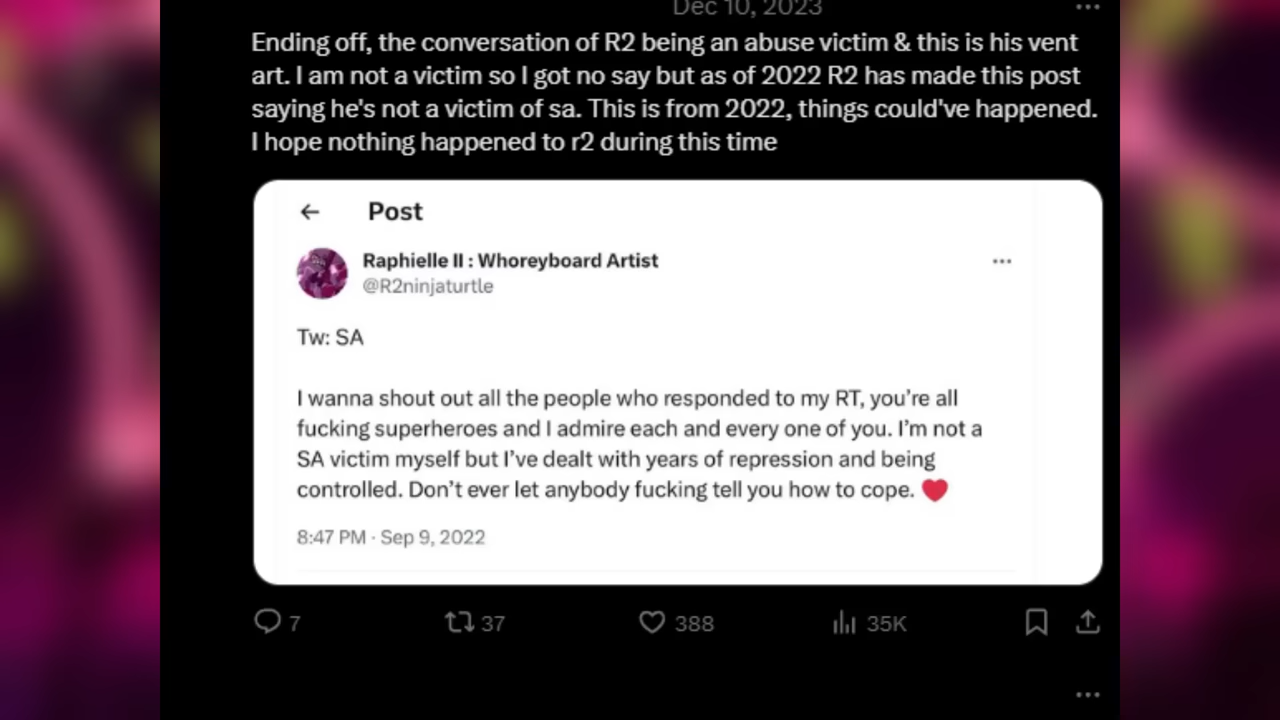 Dec 10, 2023
Ending off, the conversation of R2 being an abuse victim & this is his vent
art. I am not a victim so I got no say but as of 2022 R2 has made this post
saying he's not a victim of sa. This is from 2022, things could've happened.
I hope nothing happened to r2 during this time
Post
Raphielle II : Whoreyboard Artist
@R2ninjaturtle
Tw: SA
I wanna shout out all the people who responded to my RT, you’re all
fucking superheroes and I admire each and every one of you. I’m not a
SA victim myself but I’ve dealt with years of repression and being
controlled. Don’t ever let anybody fucking tell you how to cope. ❤️
8:47 PM · Sep 9, 2022
7 37 388 35K